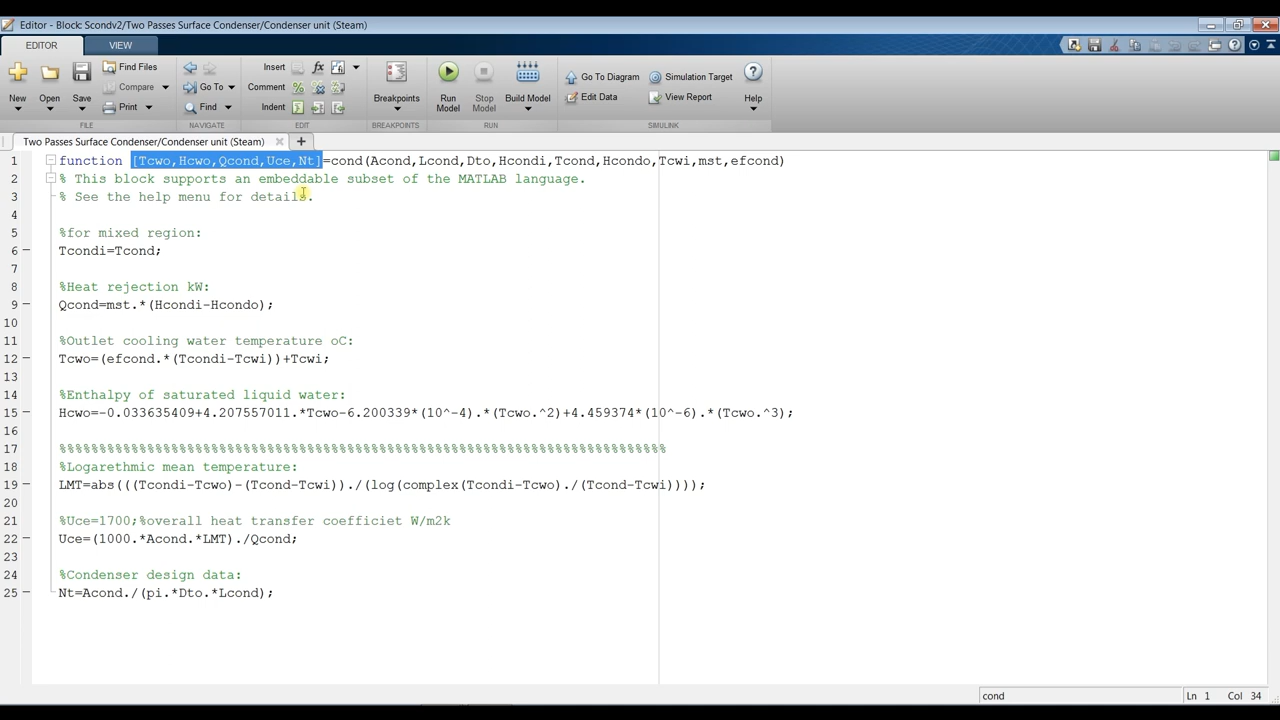 Editor - Block: Scondv2/Two Passes Surface Condenser/Condenser unit (Steam)
EDITOR VIEW
New Open Save Find Files Compare Print
FILE
Go To Find
NAVIGATE
Insert fx
Comment
Indent
EDIT
Breakpoints
BREAKPOINTS
Run Model Stop Model Build Model
RUN
Go To Diagram Simulation Target
Edit Data View Report Help
SIMULINK
Two Passes Surface Condenser/Condenser unit (Steam)
1 function [Tcwo,Hcwo,Qcond,Uce,Nt]=cond(Acond,Lcond,Dto,Hcondi,Tcond,Hcondo,Tcwi,mst,efcond)
2 % This block supports an embeddable subset of the MATLAB language.
3 % See the help menu for details.
4
5 %for mixed region:
6 Tcondi=Tcond;
7
8 %Heat rejection kW:
9 Qcond=mst.*(Hcondi-Hcondo);
10
11 %Outlet cooling water temperature oC:
12 Tcwo=(efcond.*(Tcondi-Tcwi))+Tcwi;
13
14 %Enthalpy of saturated liquid water:
15 Hcwo=-0.033635409+4.207557011.*Tcwo-6.200339*(10^-4).*(Tcwo.^2)+4.459374*(10^-6).*(Tcwo.^3);
16
17 %%%%%%%%%%%%%%%%%%%%%%%%%%%%%%%%%%%%%%%%%%%%%%%%%%%%%%%%%%%%%%%%%%%%%%%%%%%%%%
18 %Logarethmic mean temperature:
19 LMT=abs(((Tcondi-Tcwo)-(Tcond-Tcwi))./(log(complex(Tcondi-Tcwo)./(Tcond-Tcwi))));
20
21 %Uce=1700;%overall heat transfer coefficiet W/m2k
22 Uce=(1000.*Acond.*LMT)./Qcond;
23
24 %Condenser design data:
25 Nt=Acond./(pi.*Dto.*Lcond);
cond Ln 1 Col 34